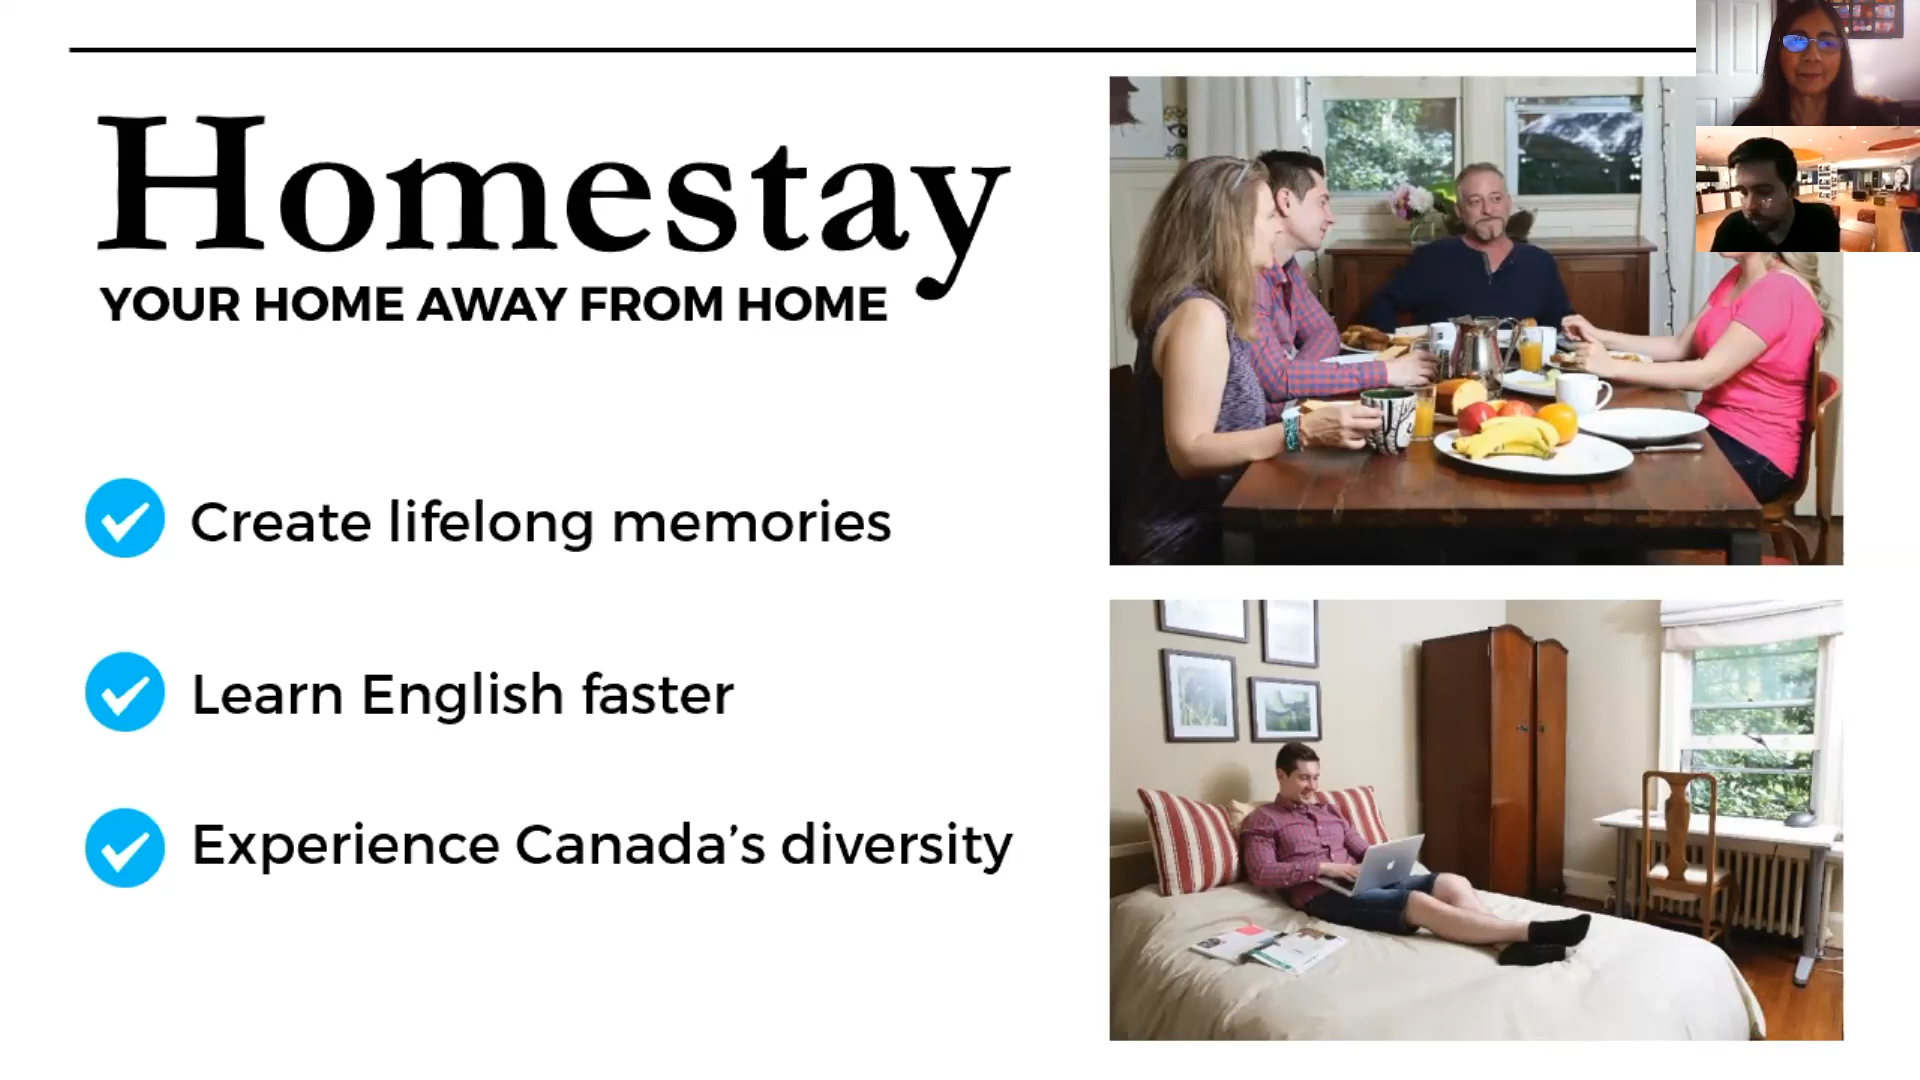 Homestay
YOUR HOME AWAY FROM HOME
Create lifelong memories
Learn English faster
Experience Canada’s diversity